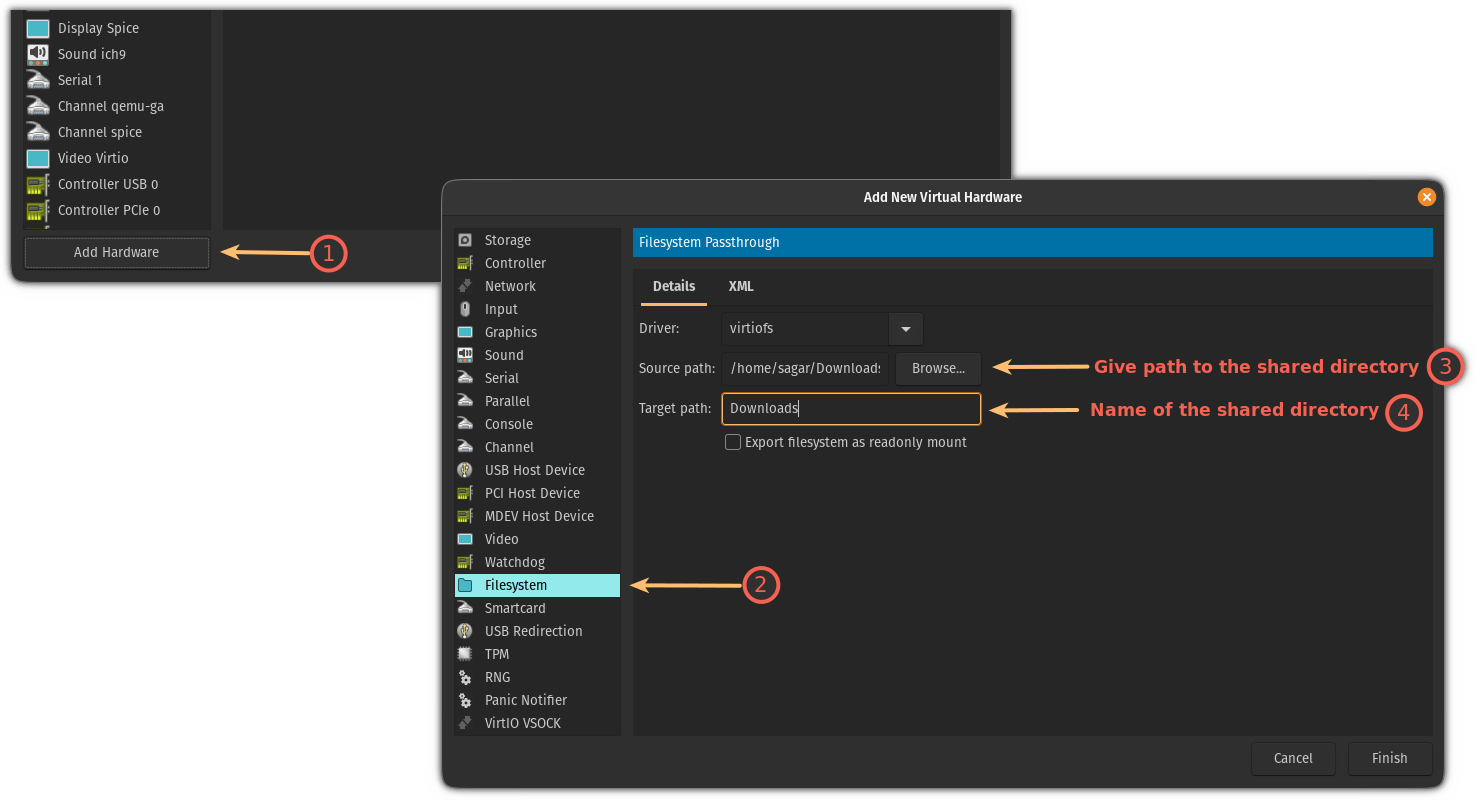 Display Spice
Sound ich9
Serial 1
Channel qemu-ga
Channel spice
Video Virtio
Controller USB 0
Controller PCIe 0
Add Hardware
1
Add New Virtual Hardware
Storage
Controller
Network
Input
Graphics
Sound
Serial
Parallel
Console
Channel
USB Host Device
PCI Host Device
MDEV Host Device
Video
Watchdog
Filesystem
Smartcard
USB Redirection
TPM
RNG
Panic Notifier
VirtIO VSOCK
2
Filesystem Passthrough
Details XML
Driver: virtiofs
Source path: /home/sagar/Downloads Browse...
Give path to the shared directory 3
Target path: Downloads
Name of the shared directory 4
Export filesystem as readonly mount
Cancel Finish